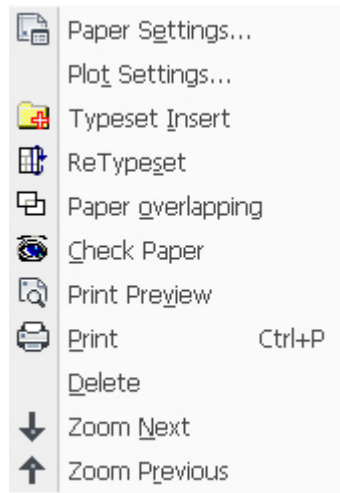 Paper Settings...
Plot Settings...
Typeset Insert
ReTypeset
Paper overlapping
Check Paper
Print Preview
Print Ctrl+P
Delete
Zoom Next
Zoom Previous